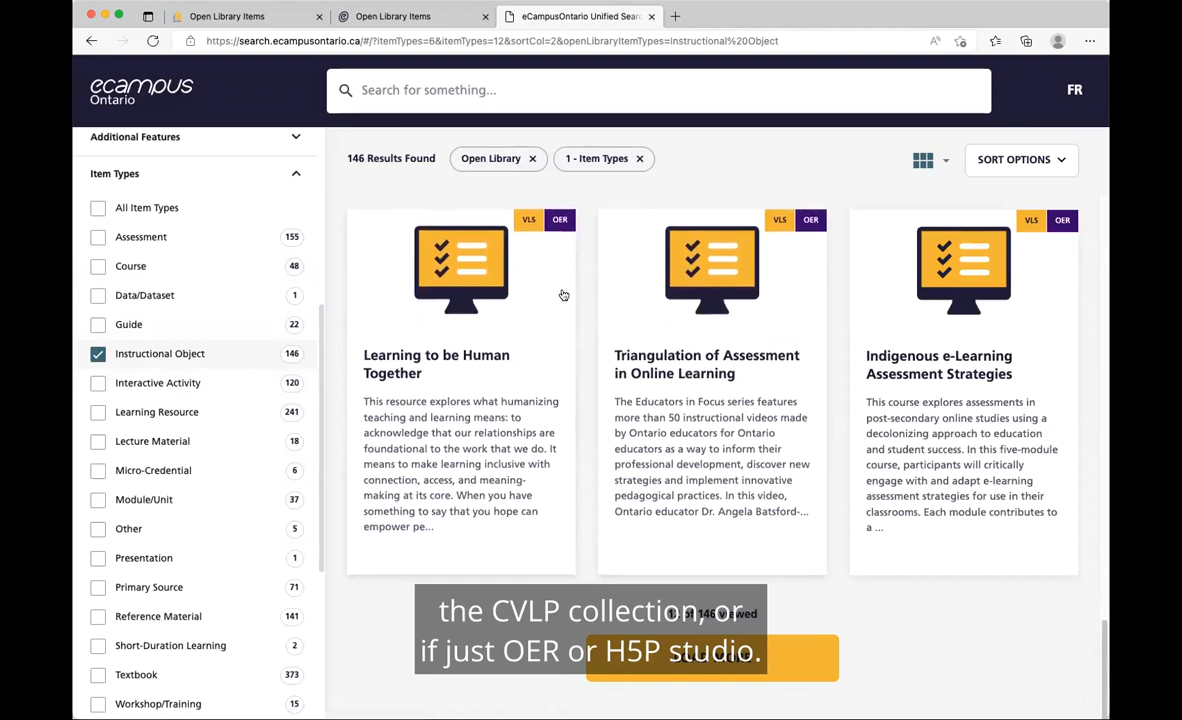 Open Library Items
Open Library Items
eCampusOntario Unified Sear
https://search.ecampusontario.ca/#/?itemTypes=6&itemTypes=12&sortCol=2&openLibraryItemTypes=Instructional%20Object
ecampus
Ontario
Search for something...
FR
Additional Features
Item Types
All Item Types
Assessment 155
Course 48
Data/Dataset 1
Guide 22
Instructional Object 146
Interactive Activity 120
Learning Resource 241
Lecture Material 18
Micro-Credential 6
Module/Unit 37
Other 5
Presentation 1
Primary Source 71
Reference Material 141
Short-Duration Learning 2
Textbook 373
Workshop/Training 15
146 Results Found
Open Library
1 - Item Types
SORT OPTIONS
VLS OER
Learning to be Human
Together
This resource explores what humanizing
teaching and learning means: to
acknowledge that our relationships are
foundational to the work that we do. It
means to make learning inclusive with
connection, access, and meaning-
making at its core. When you have
something to say that you hope can
empower pe...
VLS OER
Triangulation of Assessment
in Online Learning
The Educators in Focus series features
more than 50 instructional videos made
by Ontario educators for Ontario
educators as a way to inform their
professional development, discover new
strategies and implement innovative
pedagogical practices. In this video,
Ontario educator Dr. Angela Batsford-...
VLS OER
Indigenous e-Learning
Assessment Strategies
This course explores assessments in
post-secondary online studies using a
decolonizing approach to education
and student success. In this five-module
course, participants will critically
engage with and adapt e-learning
assessment strategies for use in their
classrooms. Each module contributes to
a ...
of 146 viewed
the CVLP collection, or
if just OER or H5P studio.